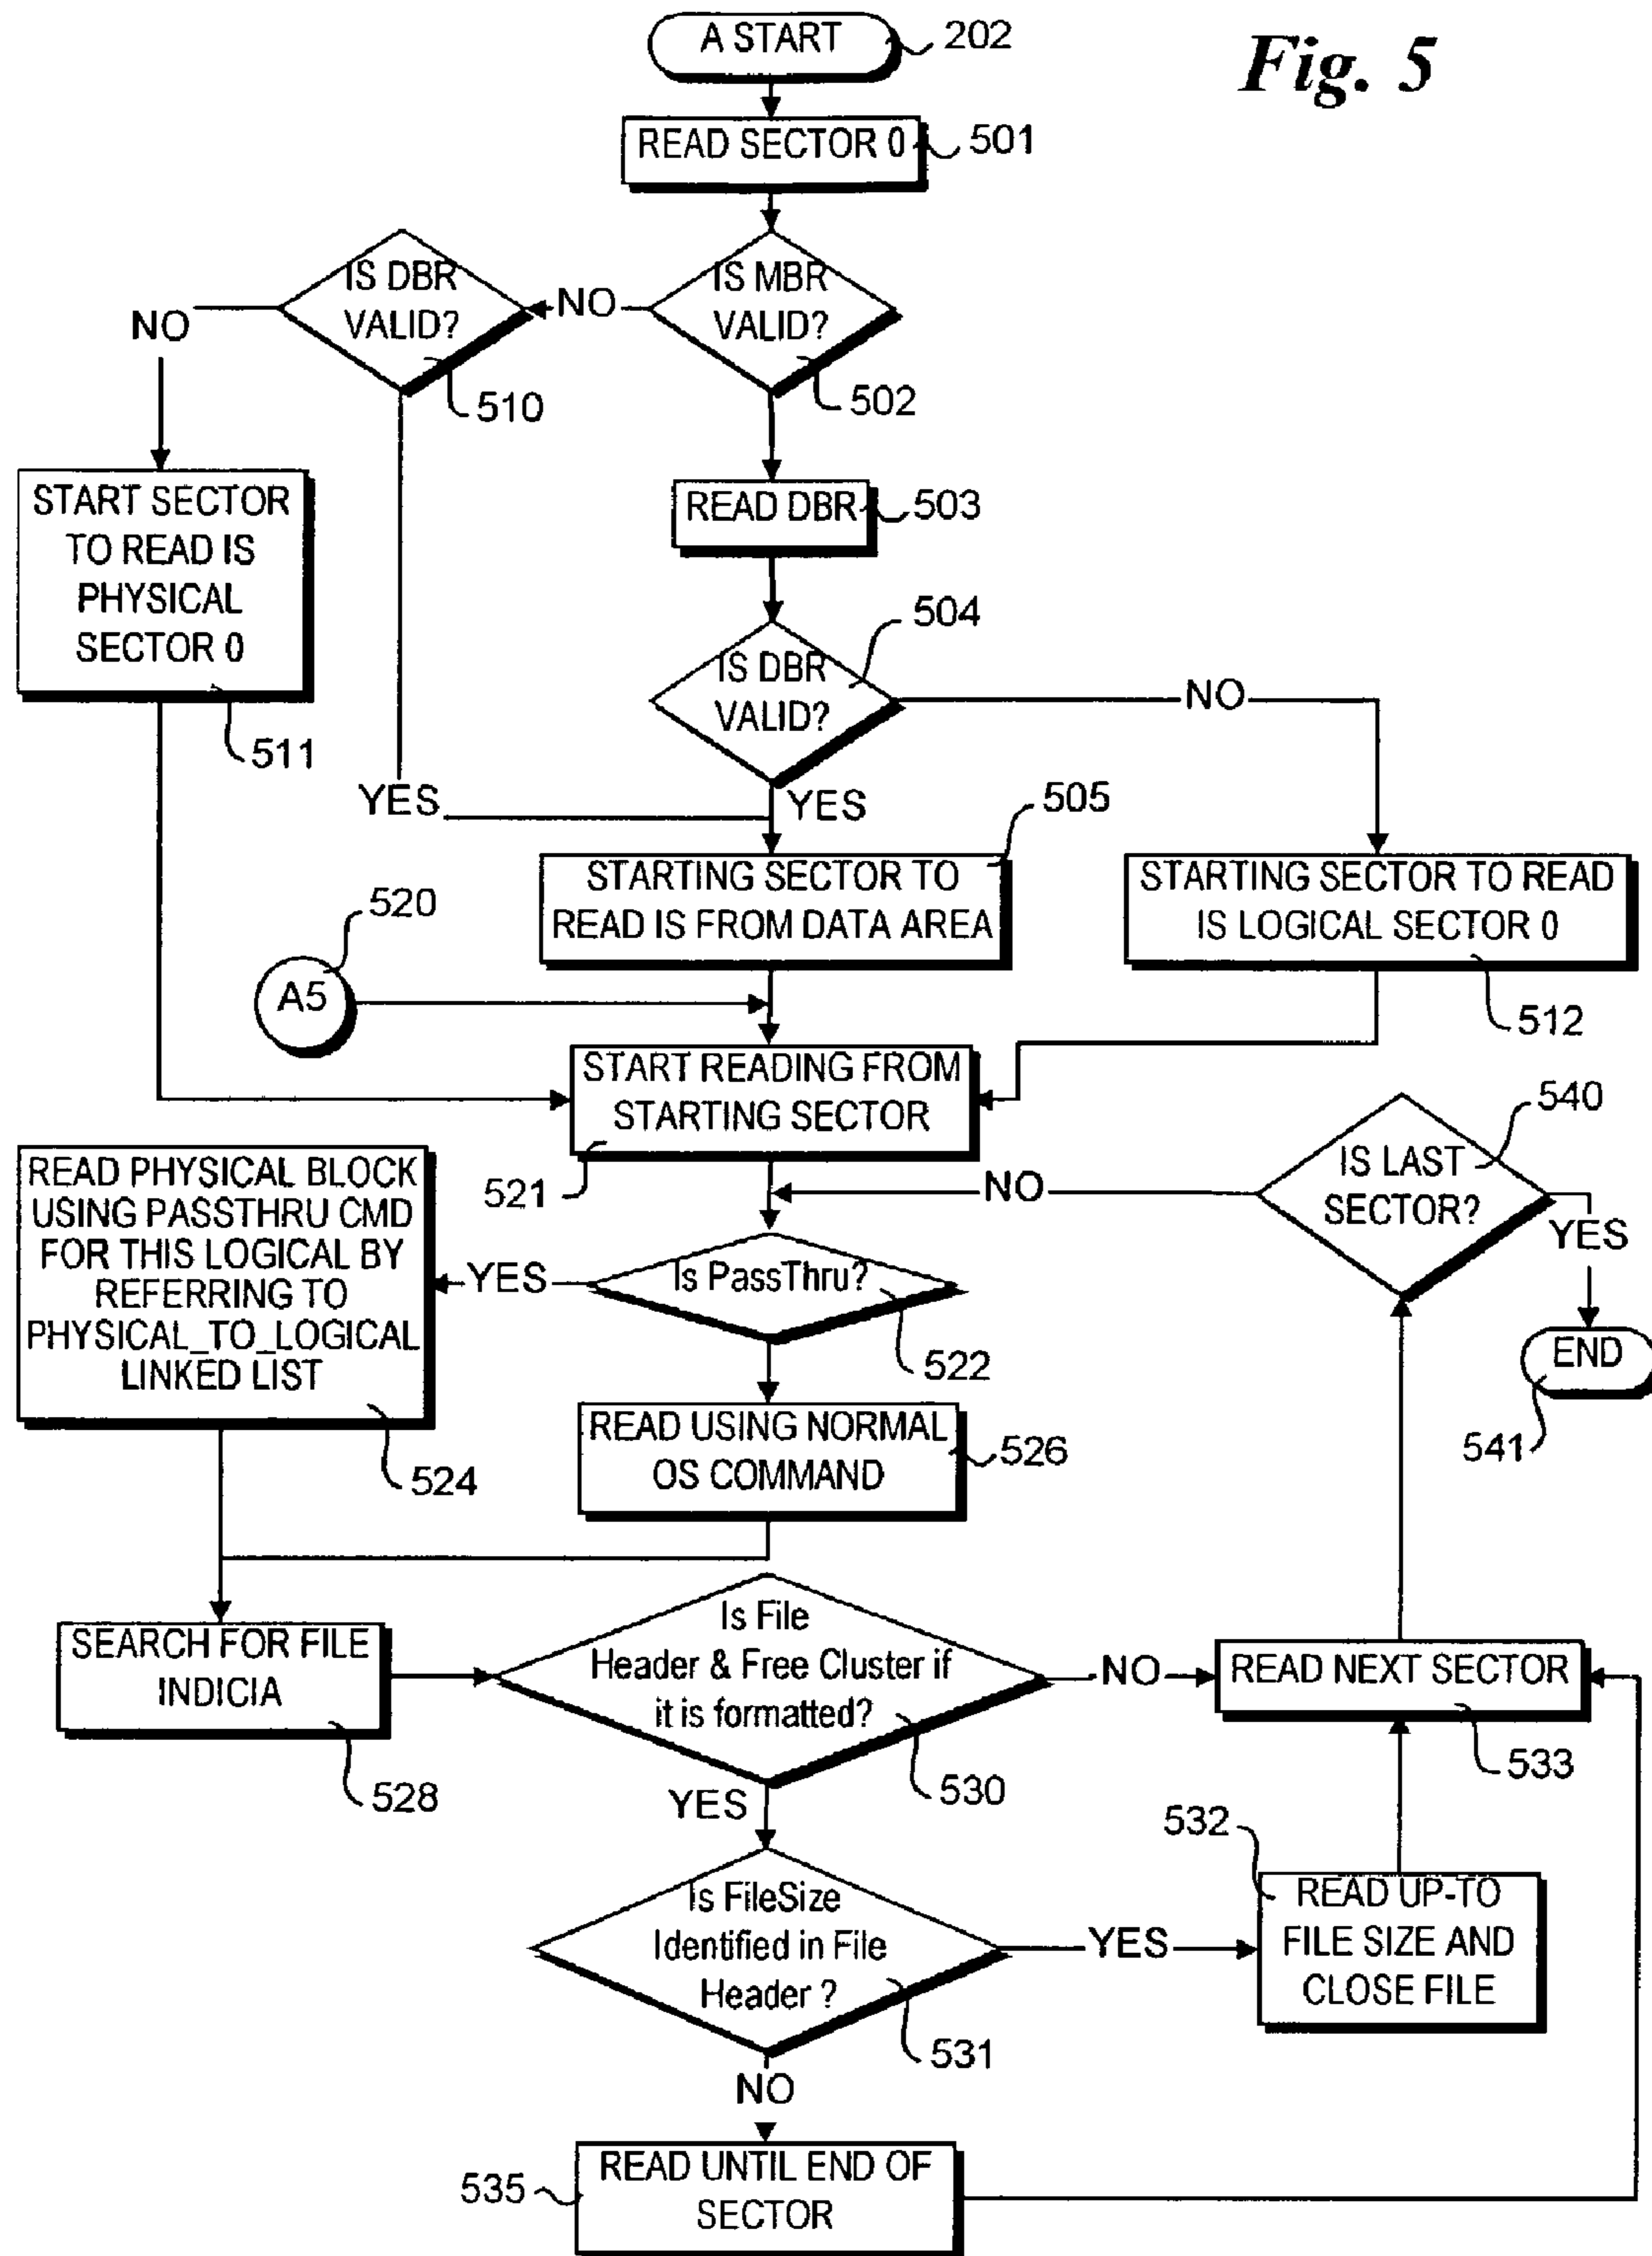 A START
202
Fig. 5
READ SECTOR 0
501
IS DBR
VALID?
510
NO
IS MBR
VALID?
502
NO
START SECTOR
TO READ IS
PHYSICAL
SECTOR 0
511
READ DBR
503
504
IS DBR
VALID?
NO
YES
YES
505
STARTING SECTOR TO
READ IS FROM DATA AREA
STARTING SECTOR TO READ
IS LOGICAL SECTOR 0
512
520
A5
START READING FROM
STARTING SECTOR
521
540
IS LAST
SECTOR?
NO
YES
END
541
READ PHYSICAL BLOCK
USING PASSTHRU CMD
FOR THIS LOGICAL BY
REFERRING TO
PHYSICAL_TO_LOGICAL
LINKED LIST
524
YES
Is PassThru?
522
READ USING NORMAL
OS COMMAND
526
SEARCH FOR FILE
INDICIA
528
Is File
Header & Free Cluster if
it is formatted?
530
NO
READ NEXT SECTOR
533
YES
Is FileSize
Identified in File
Header ?
531
YES
532
READ UP-TO
FILE SIZE AND
CLOSE FILE
NO
535
READ UNTIL END OF
SECTOR